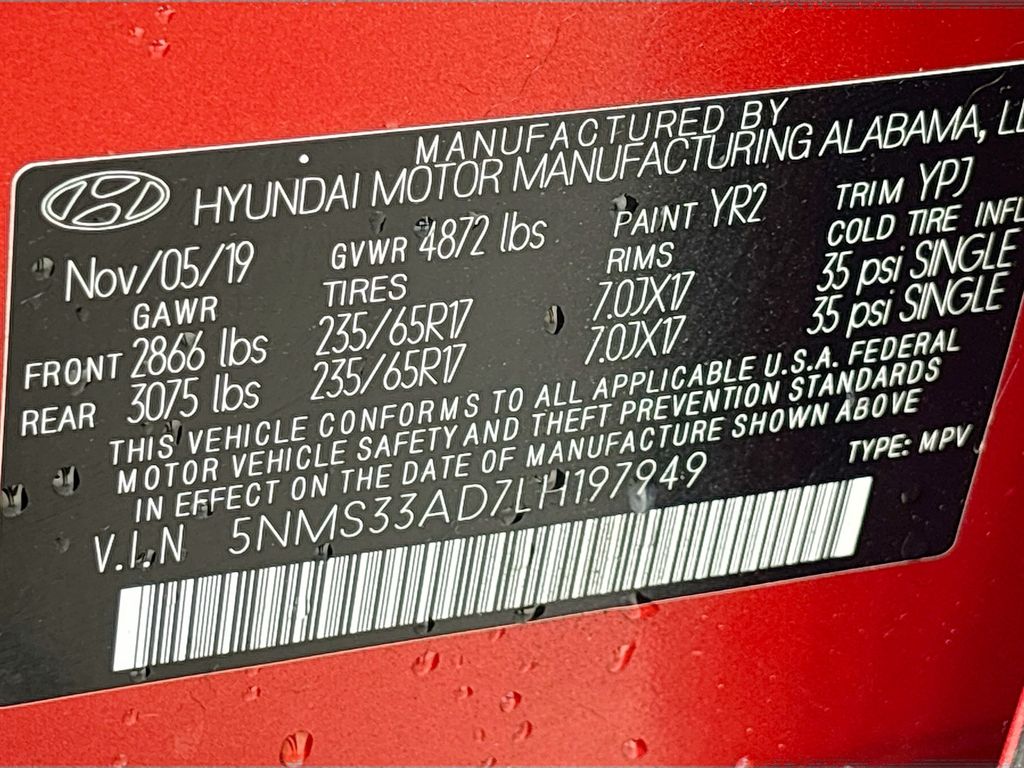 MANUFACTURED BY
HYUNDAI MOTOR MANUFACTURING ALABAMA,
Nov/05/19 GVWR 4872 lbs PAINT YR2 TRIM YPJ
GAWR TIRES RIMS COLD TIRE INFL
FRONT 2866 lbs 235/65R17 7.0JX17 35 psi SINGLE
REAR 3075 lbs 235/65R17 7.0JX17 35 psi SINGLE
THIS VEHICLE CONFORMS TO ALL APPLICABLE U.S.A. FEDERAL
MOTOR VEHICLE SAFETY AND THEFT PREVENTION STANDARDS
IN EFFECT ON THE DATE OF MANUFACTURE SHOWN ABOVE
V.I.N 5NMS33AD7LH197949 TYPE: MPV